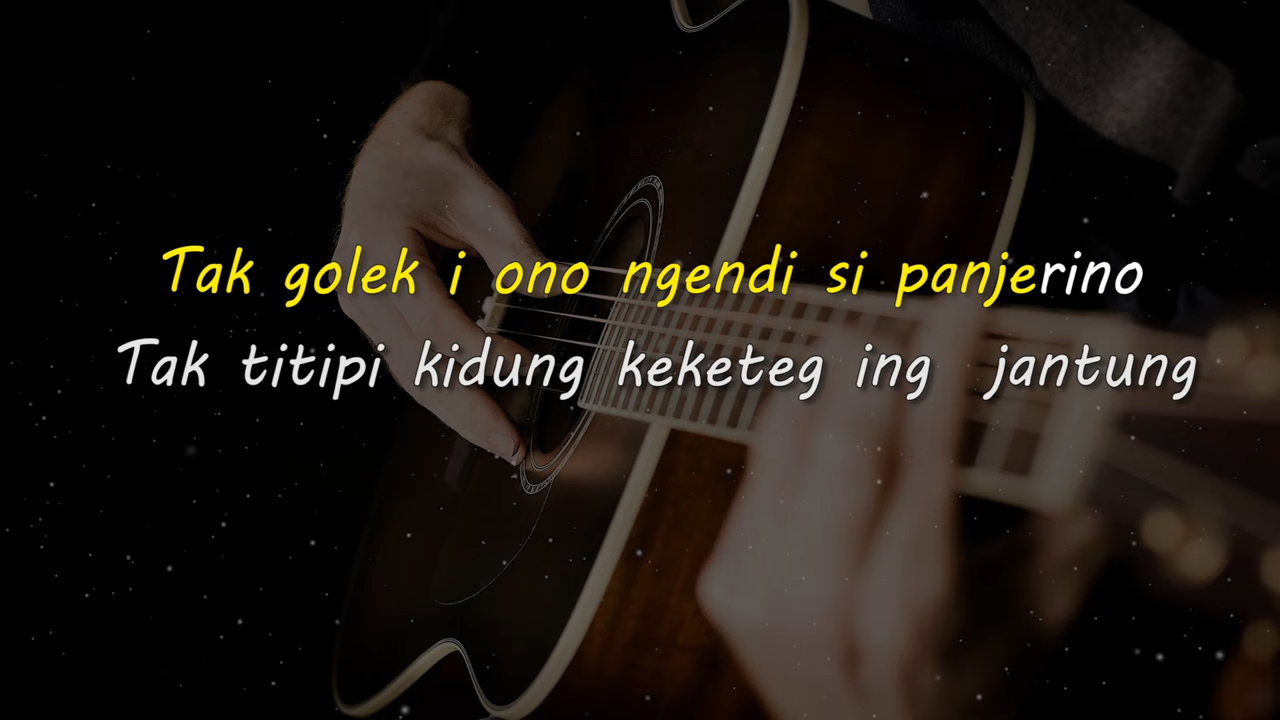 Tak golek i ono ngendi si panjerino
Tak titipi kidung keketeg ing jantung